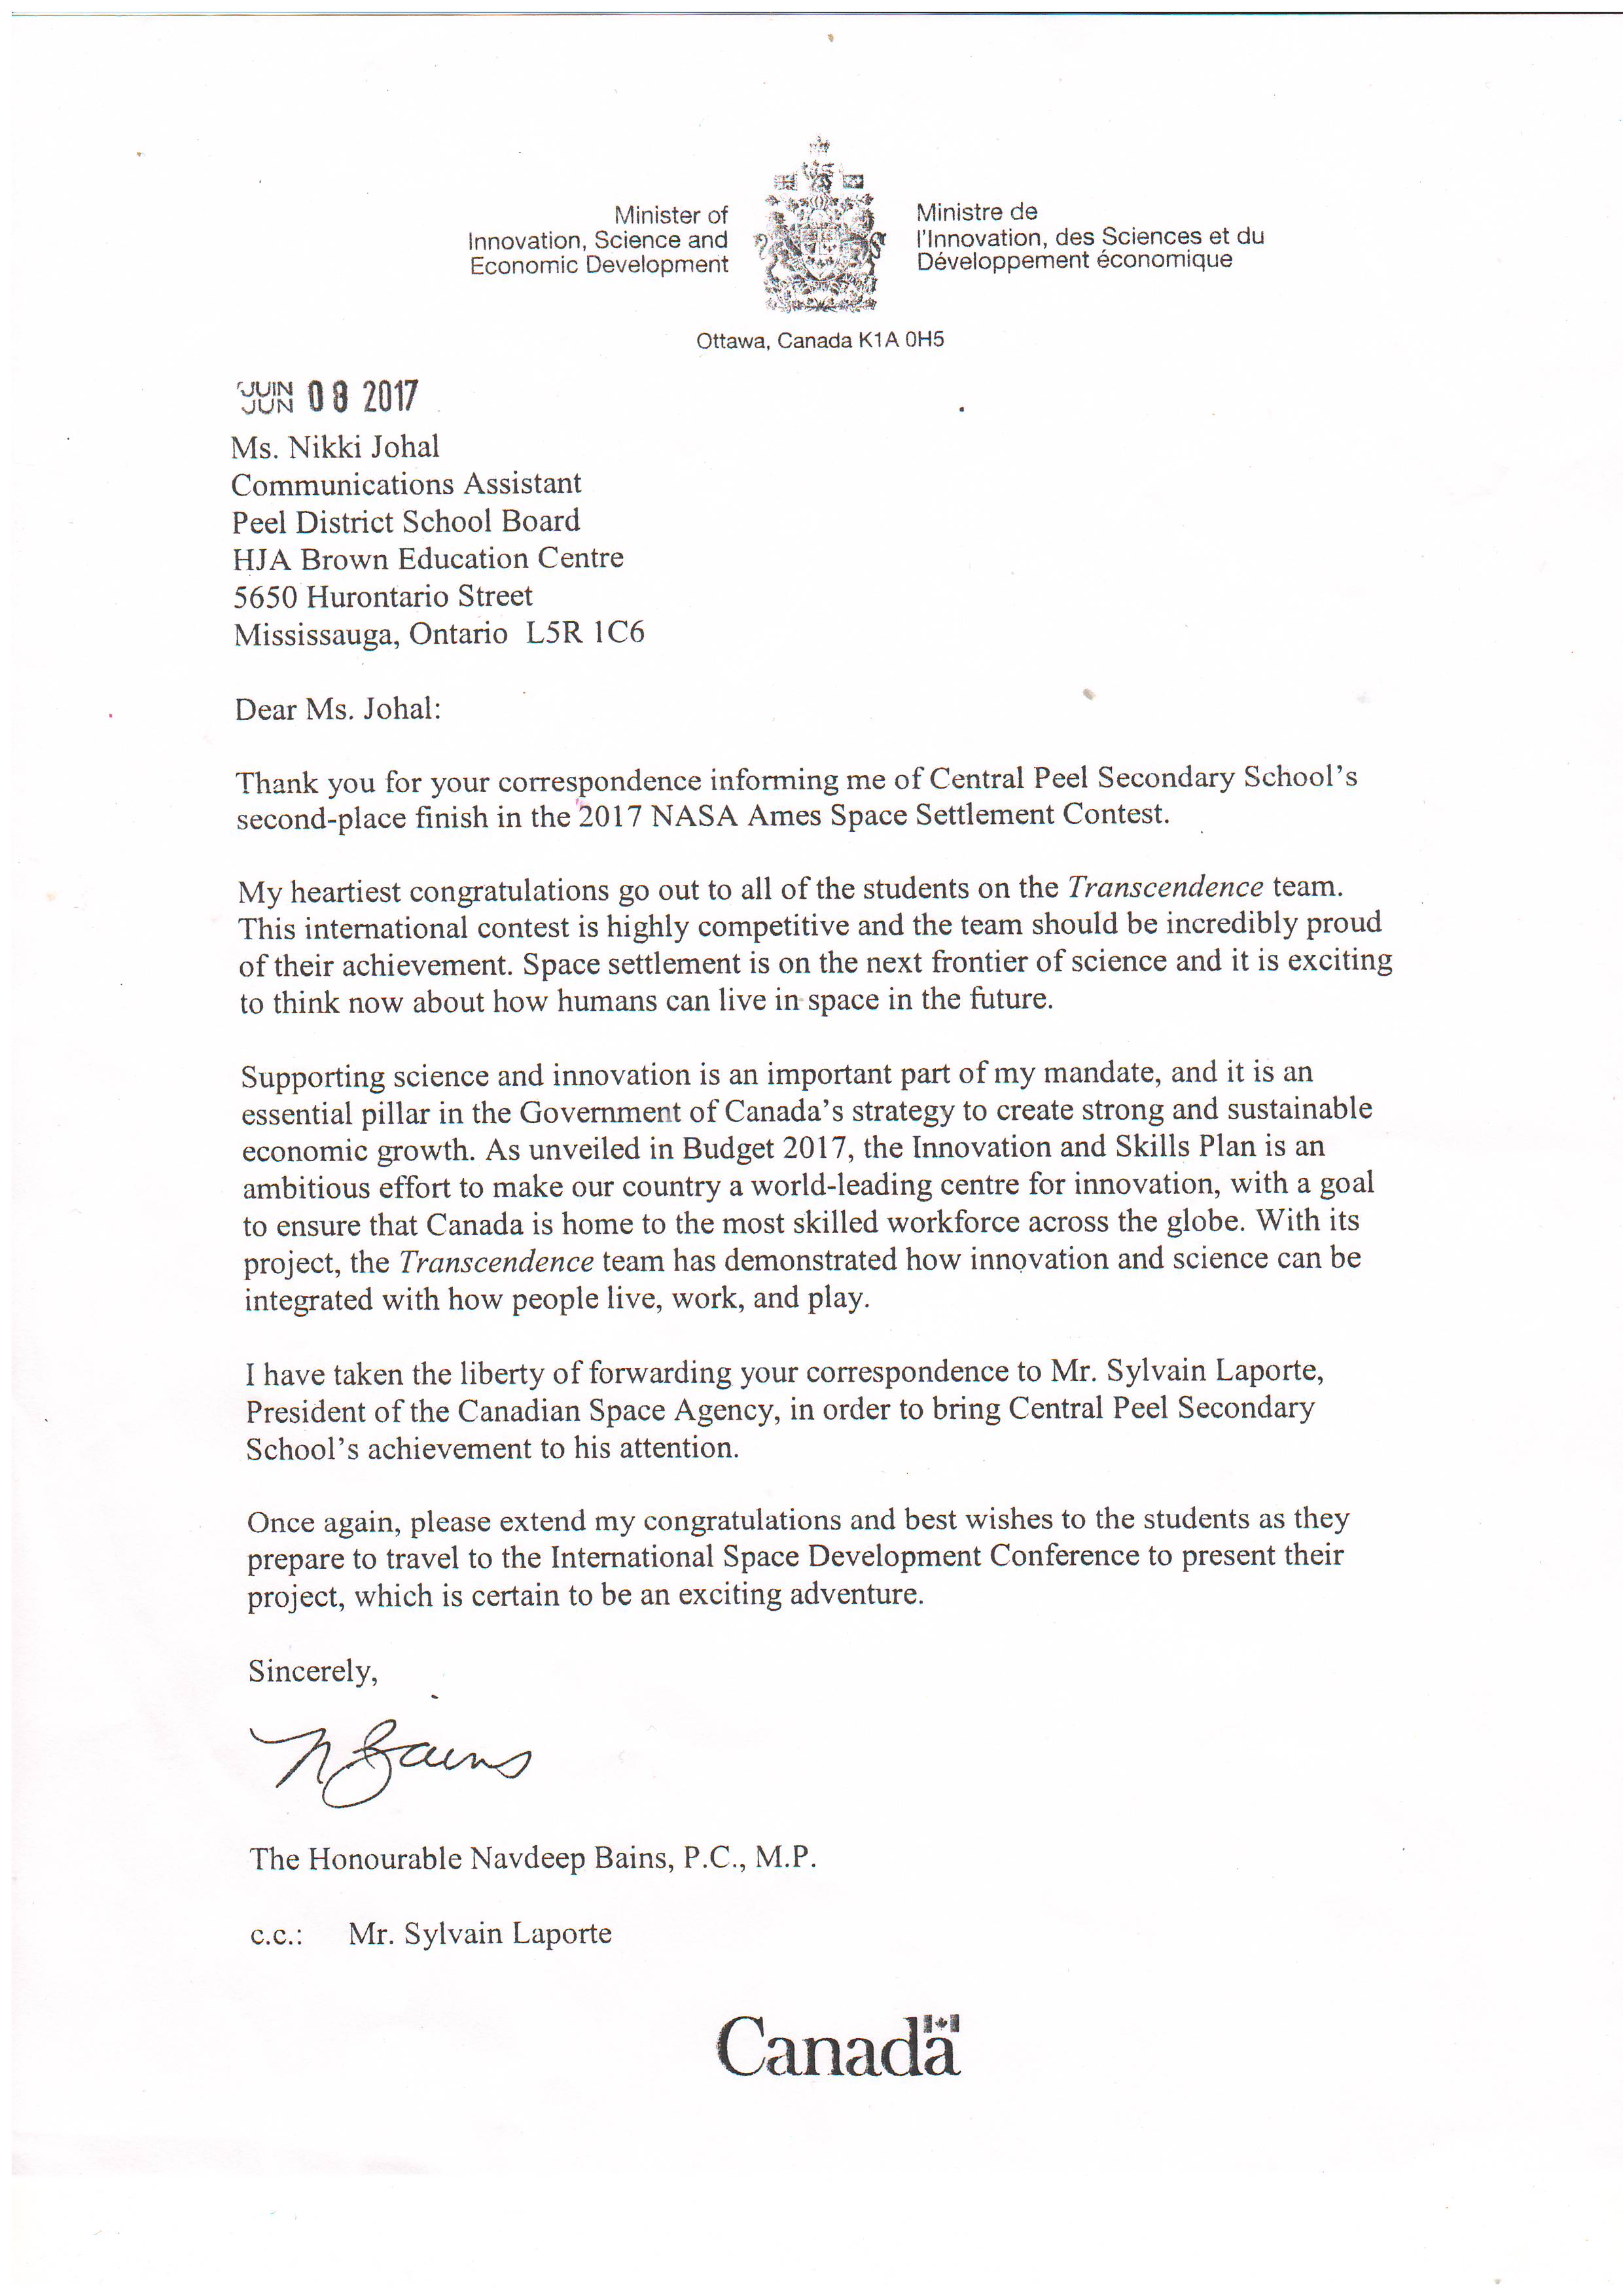 Minister of
Innovation, Science and
Economic Development
Ministre de
l'Innovation, des Sciences et du
Développement économique
Ottawa, Canada K1A 0H5
JUIN
JUN 08 2017
Ms. Nikki Johal
Communications Assistant
Peel District School Board
HJA Brown Education Centre
5650 Hurontario Street
Mississauga, Ontario L5R 1C6
Dear Ms. Johal:
Thank you for your correspondence informing me of Central Peel Secondary School's
second-place finish in the 2017 NASA Ames Space Settlement Contest.
My heartiest congratulations go out to all of the students on the Transcendence team.
This international contest is highly competitive and the team should be incredibly proud
of their achievement. Space settlement is on the next frontier of science and it is exciting
to think now about how humans can live in space in the future.
Supporting science and innovation is an important part of my mandate, and it is an
essential pillar in the Government of Canada's strategy to create strong and sustainable
economic growth. As unveiled in Budget 2017, the Innovation and Skills Plan is an
ambitious effort to make our country a world-leading centre for innovation, with a goal
to ensure that Canada is home to the most skilled workforce across the globe. With its
project, the Transcendence team has demonstrated how innovation and science can be
integrated with how people live, work, and play.
I have taken the liberty of forwarding your correspondence to Mr. Sylvain Laporte,
President of the Canadian Space Agency, in order to bring Central Peel Secondary
School's achievement to his attention.
Once again, please extend my congratulations and best wishes to the students as they
prepare to travel to the International Space Development Conference to present their
project, which is certain to be an exciting adventure.
Sincerely,
N Bains
The Honourable Navdeep Bains, P.C., M.P.
c.c.: Mr. Sylvain Laporte
Canada